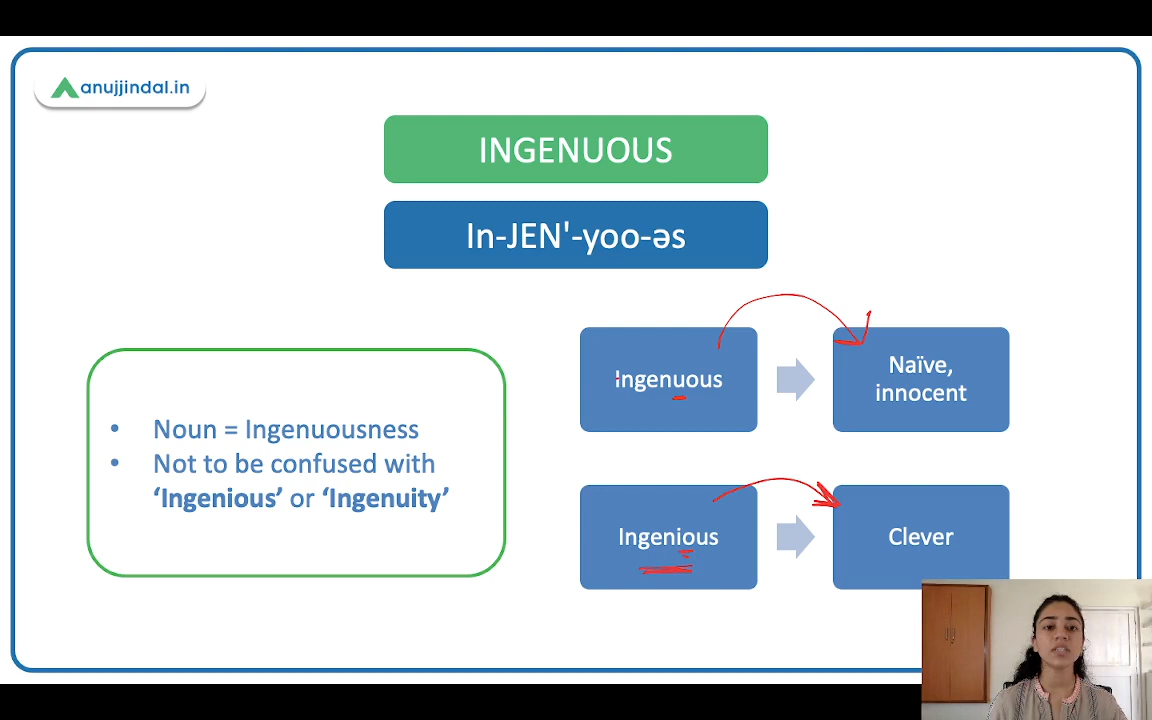 anujjindal.in
INGENUOUS
In-JEN'-yoo-əs
• Noun = Ingenuousness
• Not to be confused with
‘Ingenious’ or ‘Ingenuity’
Ingenuous
Naïve,
innocent
Ingenious
Clever